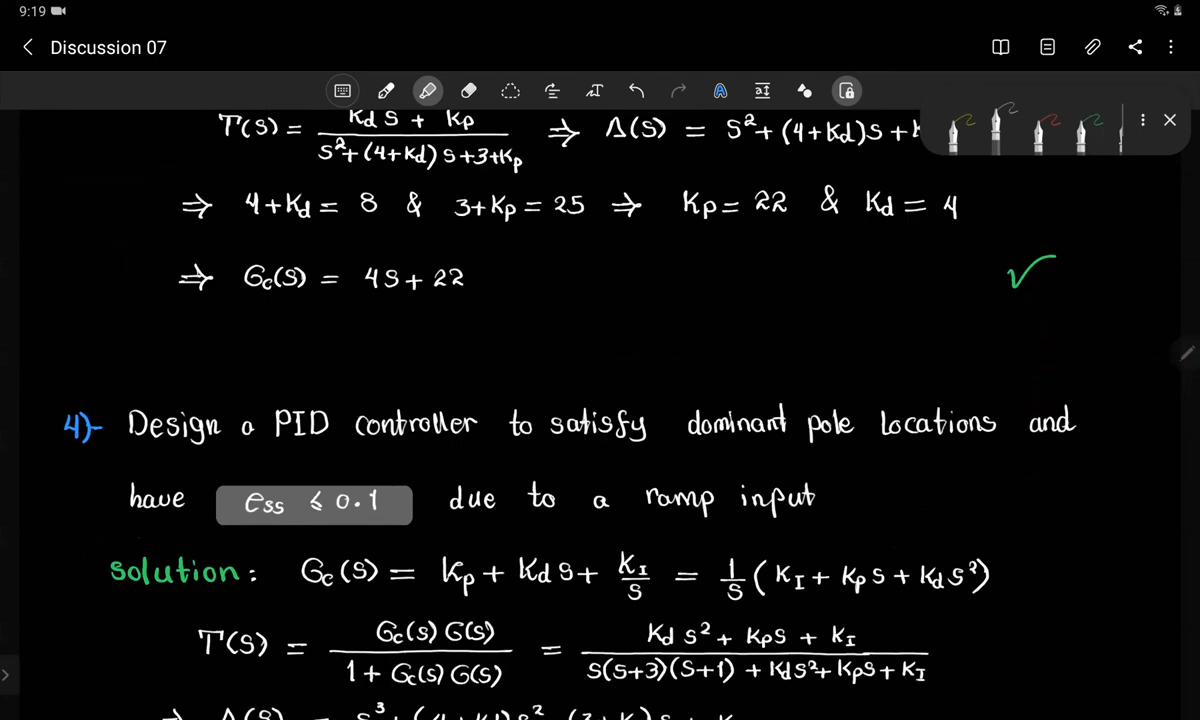 9:19
Discussion 07
T(s) = (Kd s + Kp) / (s² + (4+Kd) s + 3 + Kp) ⇒ Δ(s) = s² + (4+Kd)s + K
⇒ 4+Kd = 8 & 3+Kp = 25 ⇒ Kp = 22 & Kd = 4
⇒ Gc(s) = 4s + 22
4)- Design a PID controller to satisfy dominant pole locations and
have ess ≤ 0.1 due to a ramp input
solution: Gc(s) = Kp + Kd s + KI/s = 1/s (KI + Kp s + Kd s²)
T(s) = Gc(s) G(s) / (1 + Gc(s) G(s)) = (Kd s² + Kp s + KI) / (s(s+3)(s+1) + Kd s² + Kp s + KI)